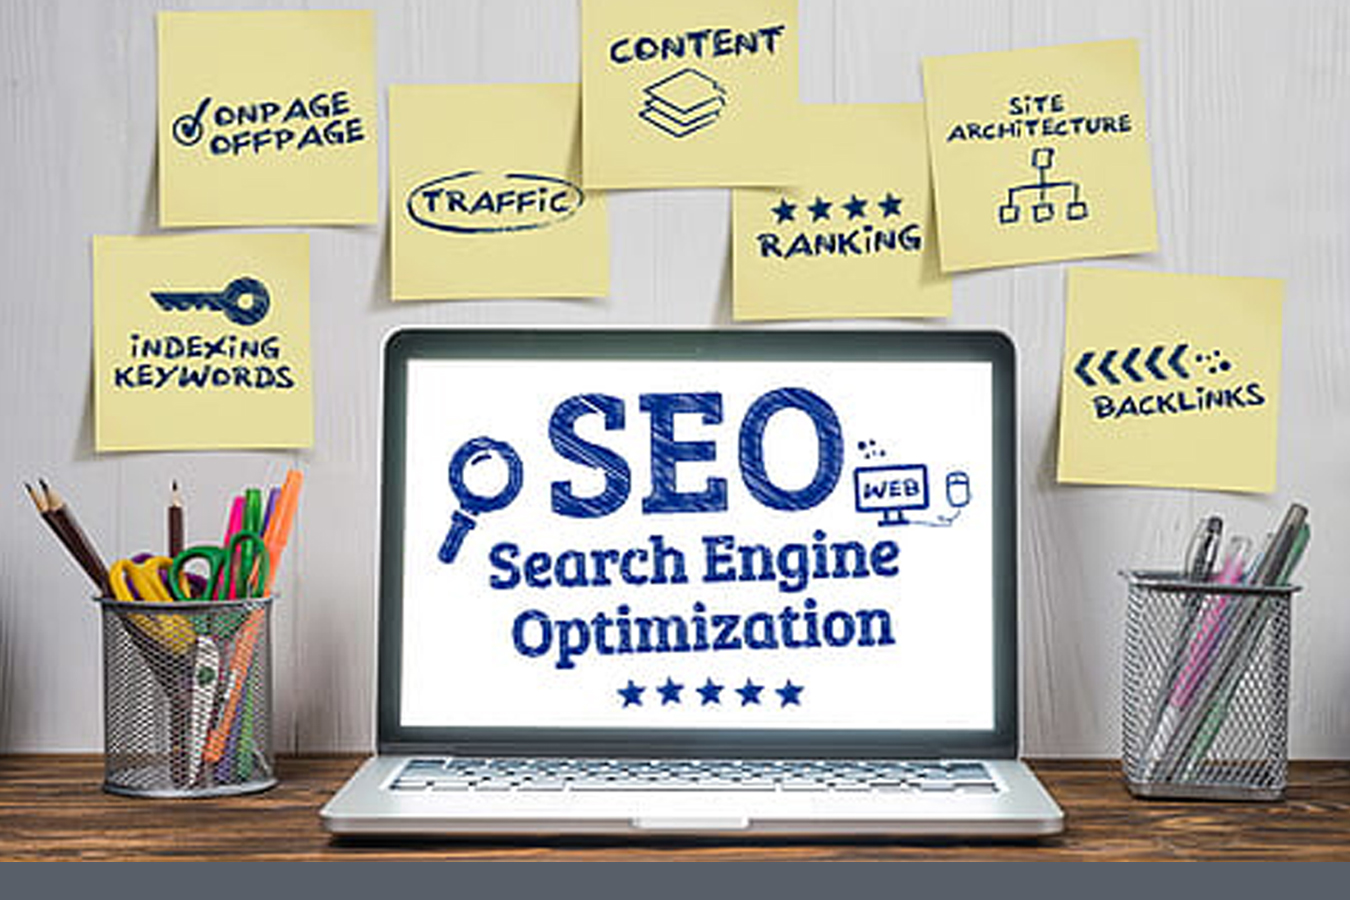 CONTENT
ONPAGE
OFFPAGE
TRAFFiC
RANKiNG
SiTE
ARCHiTECTURE
iNDEXiNG
KEYWORDS
BACKLiNKS
SEO
WEB
Search Engine
Optimization